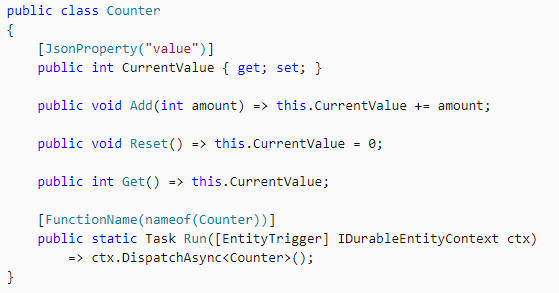 public class Counter
{
    [JsonProperty("value")]
    public int CurrentValue { get; set; }
    public void Add(int amount) => this.CurrentValue += amount;
    public void Reset() => this.CurrentValue = 0;
    public int Get() => this.CurrentValue;
    [FunctionName(nameof(Counter))]
    public static Task Run([EntityTrigger] IDurableEntityContext ctx)
        => ctx.DispatchAsync<Counter>();
}